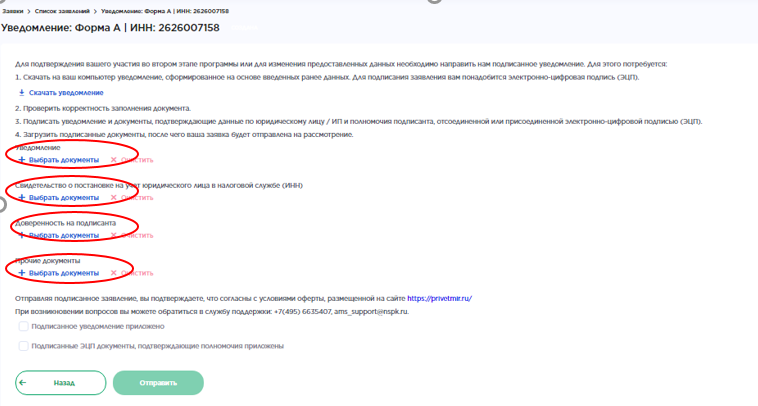 Заявки > Список заявлений > Уведомление: Форма А | ИНН: 2626007158
Уведомление: Форма А | ИНН: 2626007158
Для подтверждения вашего участия во втором этапе программы или для изменения предоставленных данных необходимо направить нам подписанное уведомление. Для этого потребуется:
1. Скачать на ваш компьютер уведомление, сформированное на основе введенных ранее данных. Для подписания заявления вам понадобится электронно-цифровая подпись (ЭЦП).
Скачать уведомление
2. Проверить корректность заполнения документа.
3. Подписать уведомление и документы, подтверждающие данные по юридическому лицу / ИП и полномочия подписанта, отсоединенной или присоединенной электронно-цифровой подписью (ЭЦП).
4. Загрузить подписанные документы, после чего ваша заявка будет отправлена на рассмотрение.
Уведомление
+ Выбрать документы × Очистить
Свидетельство о постановке на учет юридического лица в налоговой службе (ИНН)
+ Выбрать документы × Очистить
Доверенность на подписанта
+ Выбрать документы × Очистить
Прочие документы
+ Выбрать документы × Очистить
Отправляя подписанное заявление, вы подтверждаете, что согласны с условиями оферты, размещенной на сайте https://privetmir.ru/
При возникновении вопросов вы можете обратиться в службу поддержки: +7(495) 6635407, ams_support@nspk.ru.
Подписанное уведомление приложено
Подписанные ЭЦП документы, подтверждающие полномочия приложены
← Назад Отправить